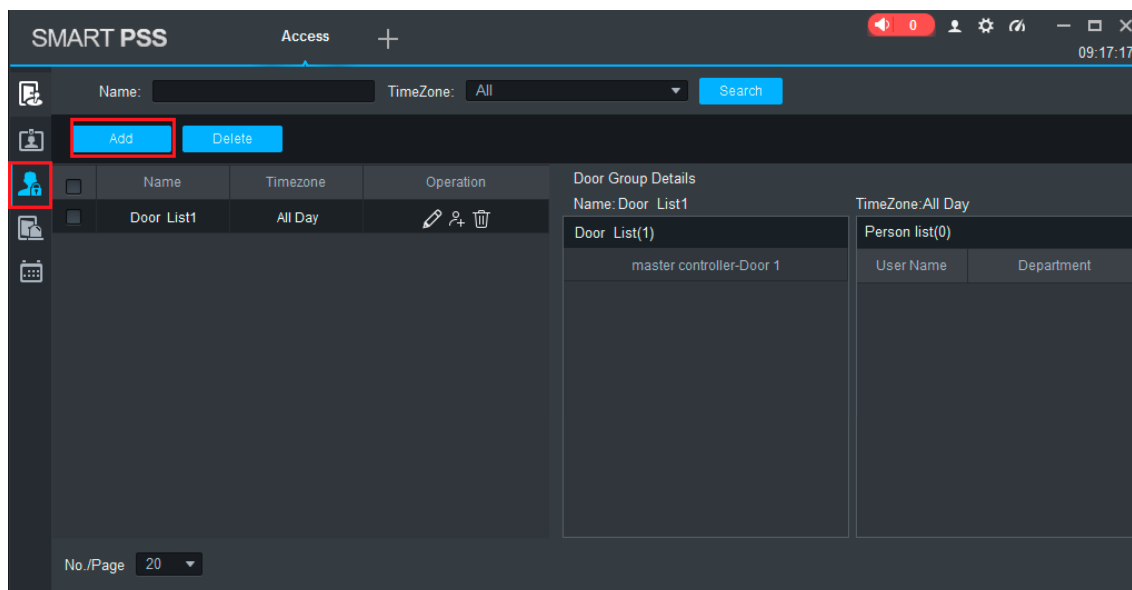 SMART PSS Access 0
09:17:17
Name: TimeZone: All Search
Add Delete
Name Timezone Operation
Door List1 All Day
Door Group Details
Name:Door List1 TimeZone:All Day
Door List(1) Person list(0)
master controller-Door 1 User Name Department
No./Page 20